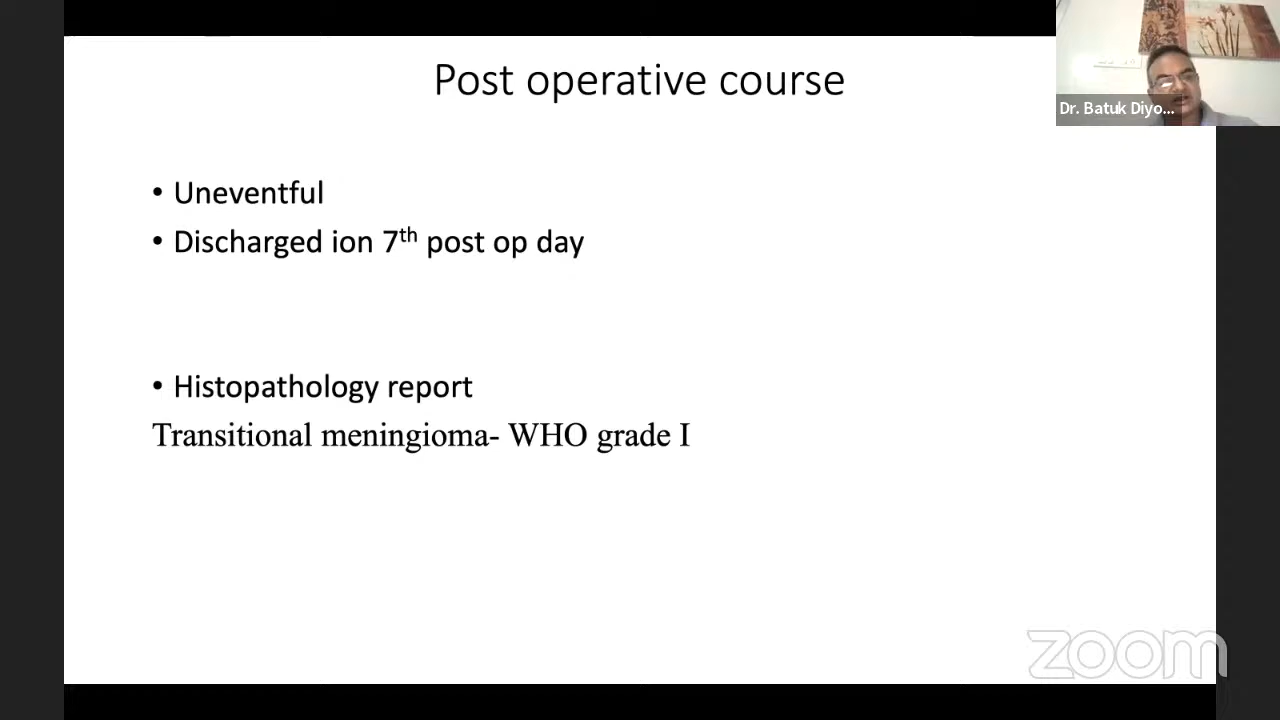 Post operative course
Dr. Batuk Diyo...
• Uneventful
• Discharged ion 7th post op day
• Histopathology report
Transitional meningioma- WHO grade I
zoom